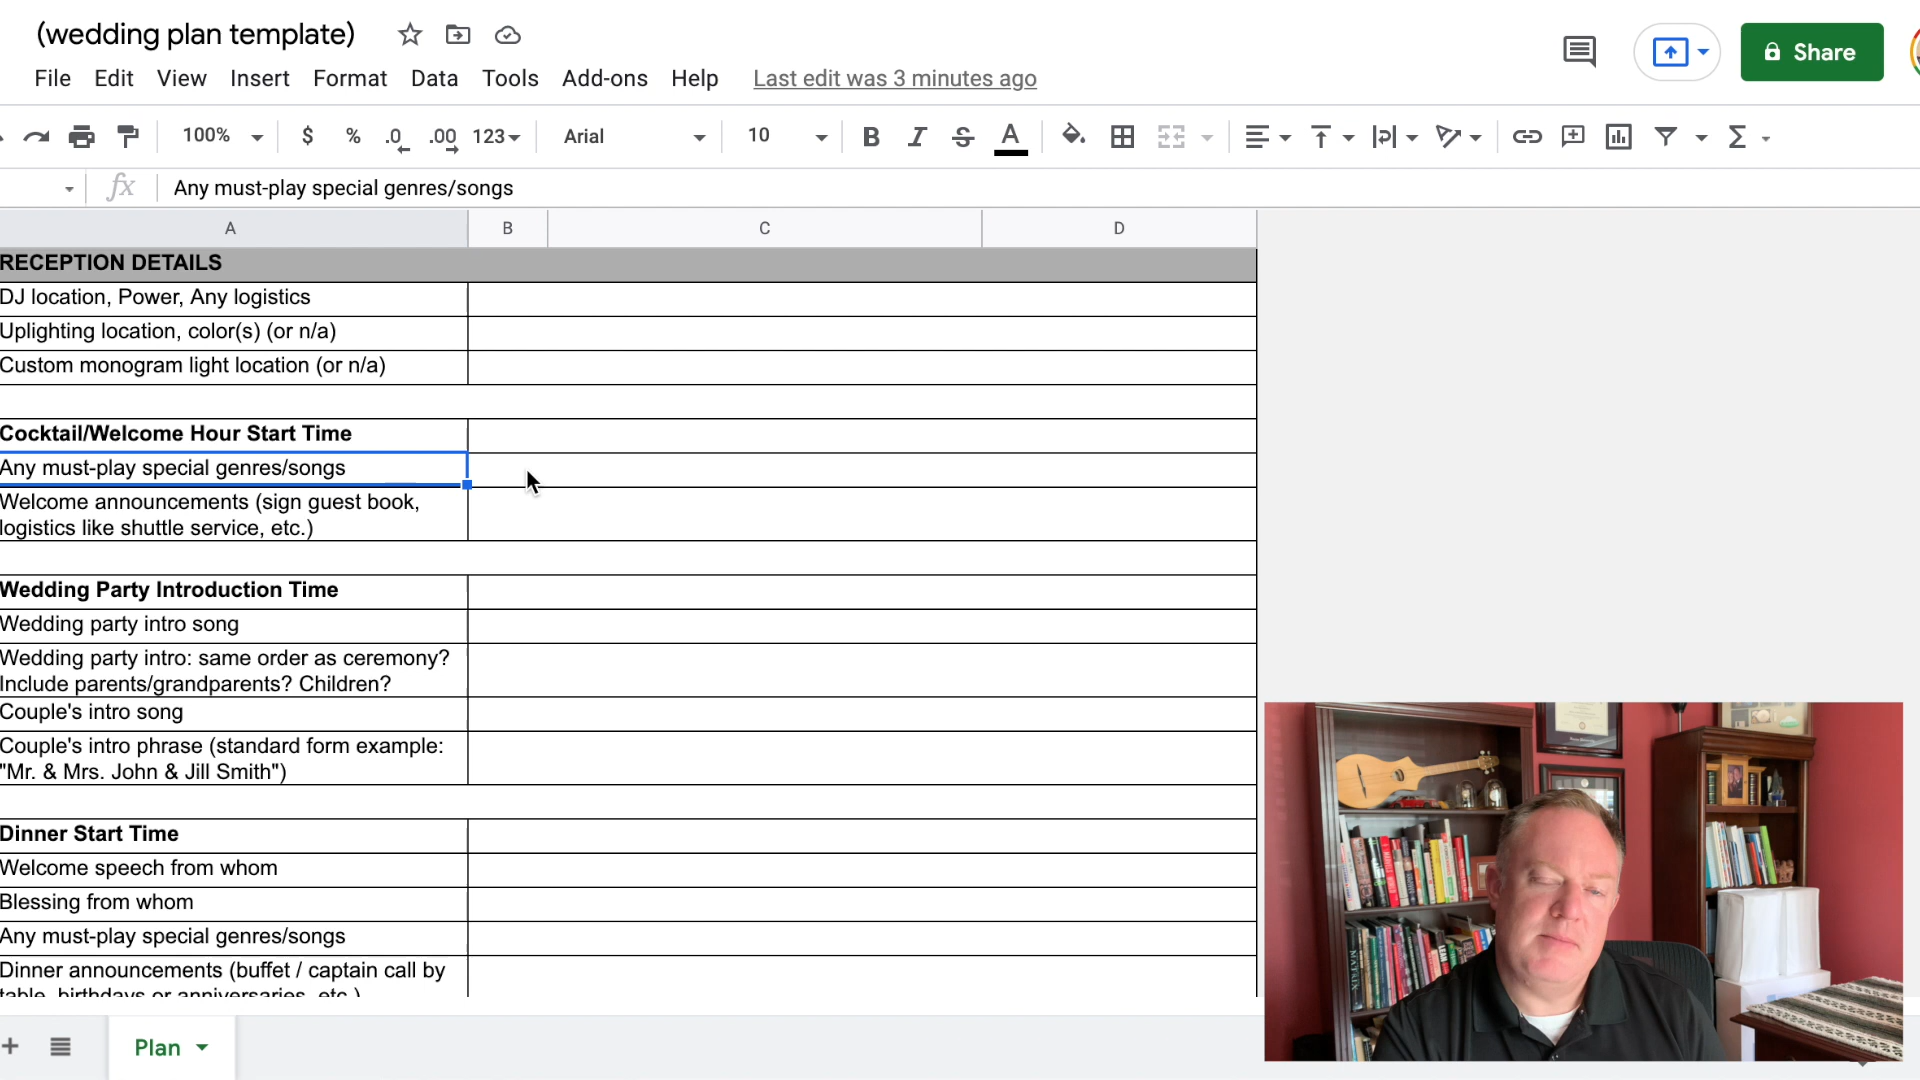 (wedding plan template)
File Edit View Insert Format Data Tools Add-ons Help Last edit was 3 minutes ago
Share
100% $ % .0 .00 123 Arial 10 B I S A
fx Any must-play special genres/songs
A B C D
RECEPTION DETAILS
DJ location, Power, Any logistics
Uplighting location, color(s) (or n/a)
Custom monogram light location (or n/a)
Cocktail/Welcome Hour Start Time
Any must-play special genres/songs
Welcome announcements (sign guest book,
logistics like shuttle service, etc.)
Wedding Party Introduction Time
Wedding party intro song
Wedding party intro: same order as ceremony?
Include parents/grandparents? Children?
Couple's intro song
Couple's intro phrase (standard form example:
"Mr. & Mrs. John & Jill Smith")
Dinner Start Time
Welcome speech from whom
Blessing from whom
Any must-play special genres/songs
Dinner announcements (buffet / captain call by
table, birthdays or anniversaries, etc.)
Plan